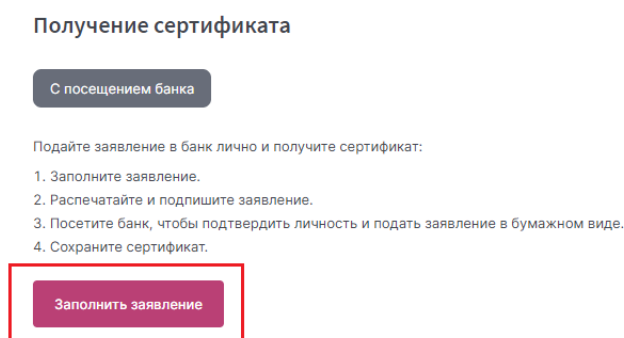 Получение сертификата
С посещением банка
Подайте заявление в банк лично и получите сертификат:
1. Заполните заявление.
2. Распечатайте и подпишите заявление.
3. Посетите банк, чтобы подтвердить личность и подать заявление в бумажном виде.
4. Сохраните сертификат.
Заполнить заявление